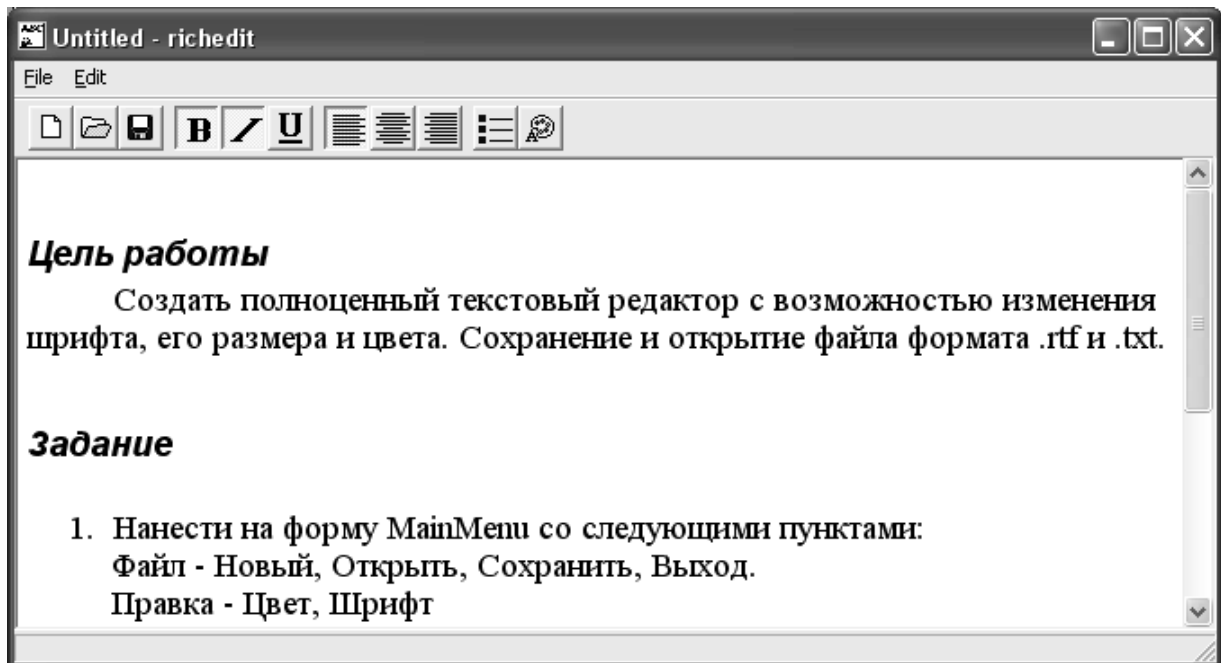 Untitled - richedit
File Edit
B I U
Цель работы
Создать полноценный текстовый редактор с возможностью изменения
шрифта, его размера и цвета. Сохранение и открытие файла формата .rtf и .txt.
Задание
1. Нанести на форму MainMenu со следующими пунктами:
Файл - Новый, Открыть, Сохранить, Выход.
Правка - Цвет, Шрифт